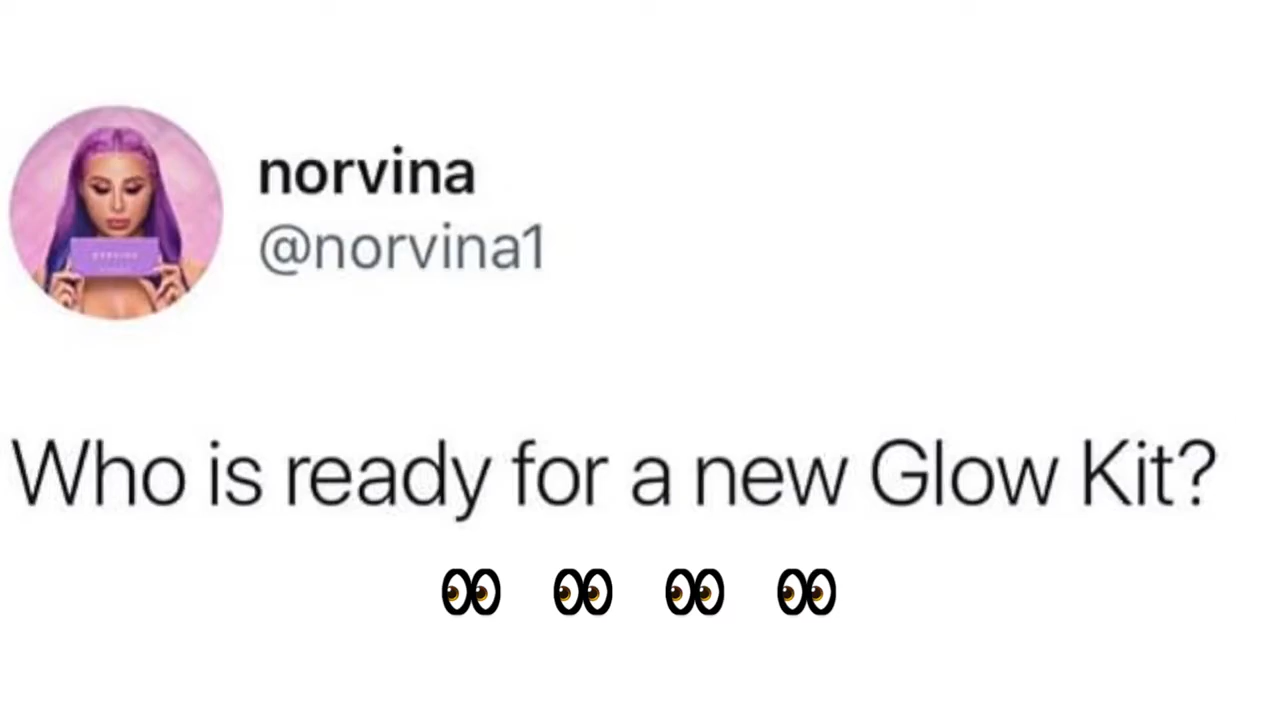 norvina
@norvina1
Who is ready for a new Glow Kit?
👀 👀 👀 👀